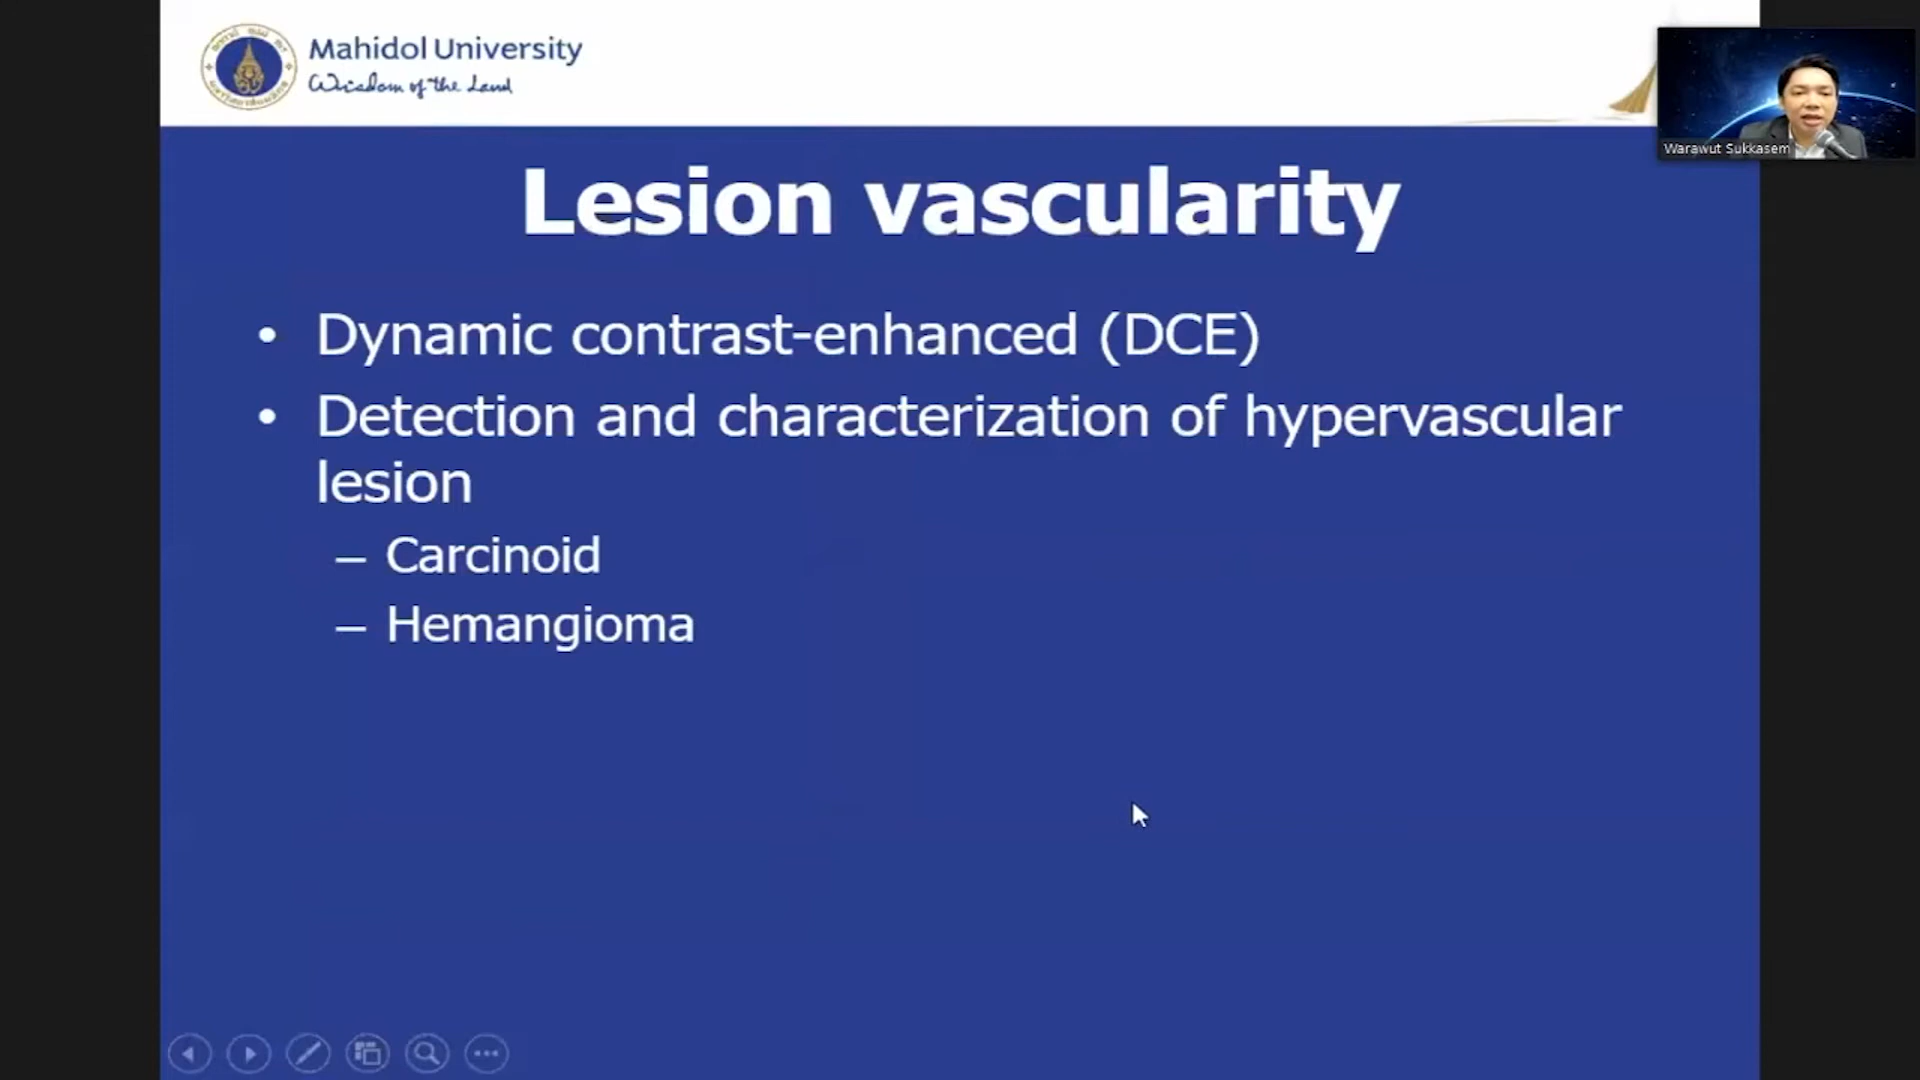 Mahidol University
Wisdom of the Land
Warawut Sukkasem
Lesion vascularity
• Dynamic contrast-enhanced (DCE)
• Detection and characterization of hypervascular
lesion
– Carcinoid
– Hemangioma